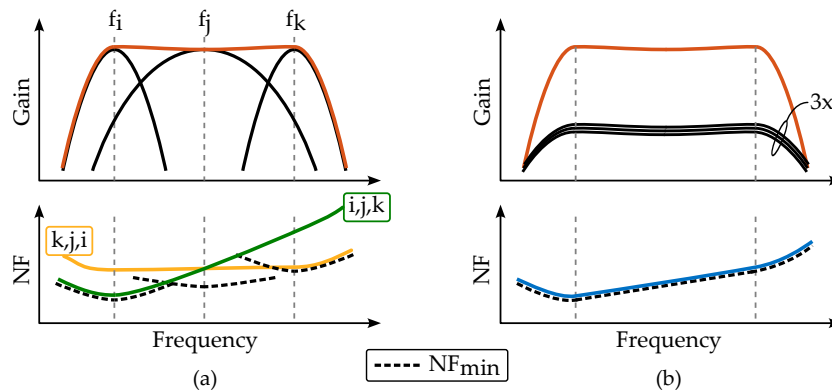 fi fj fk
Gain
Gain
3x
k,j,i
i,j,k
NF
NF
Frequency
Frequency
NFmin
(a)
(b)